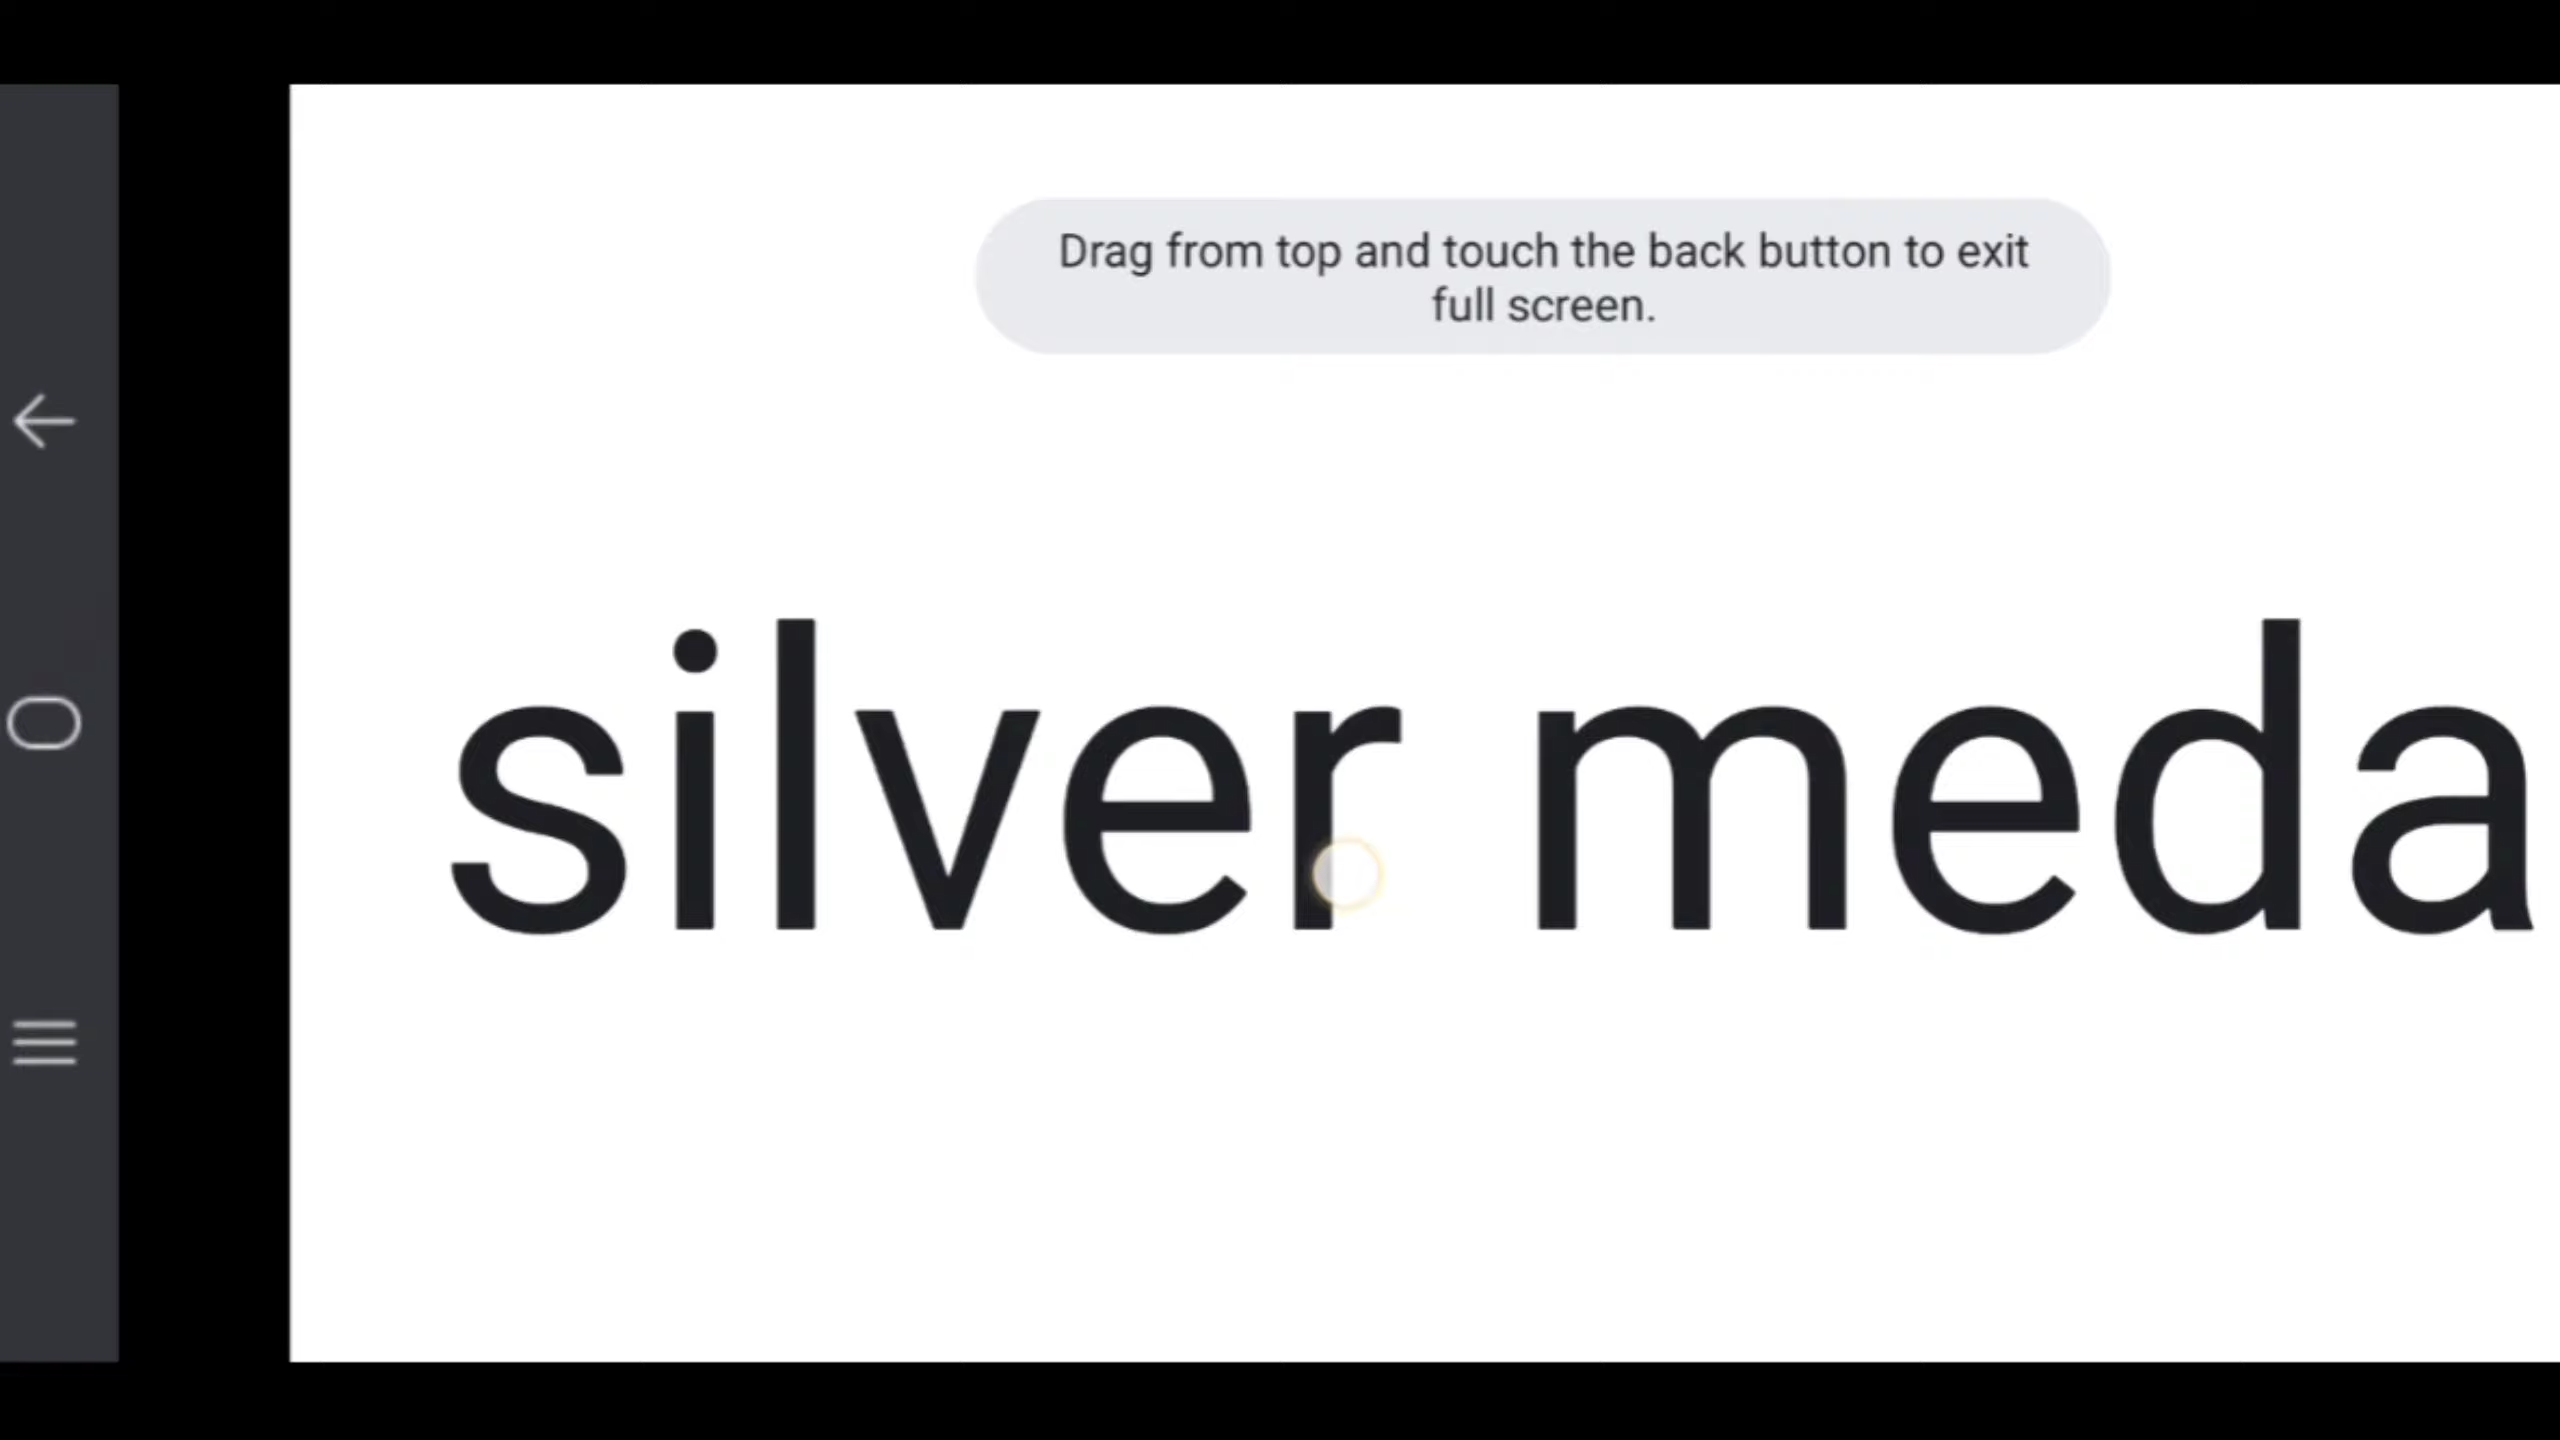 Drag from top and touch the back button to exit
full screen.
silver meda